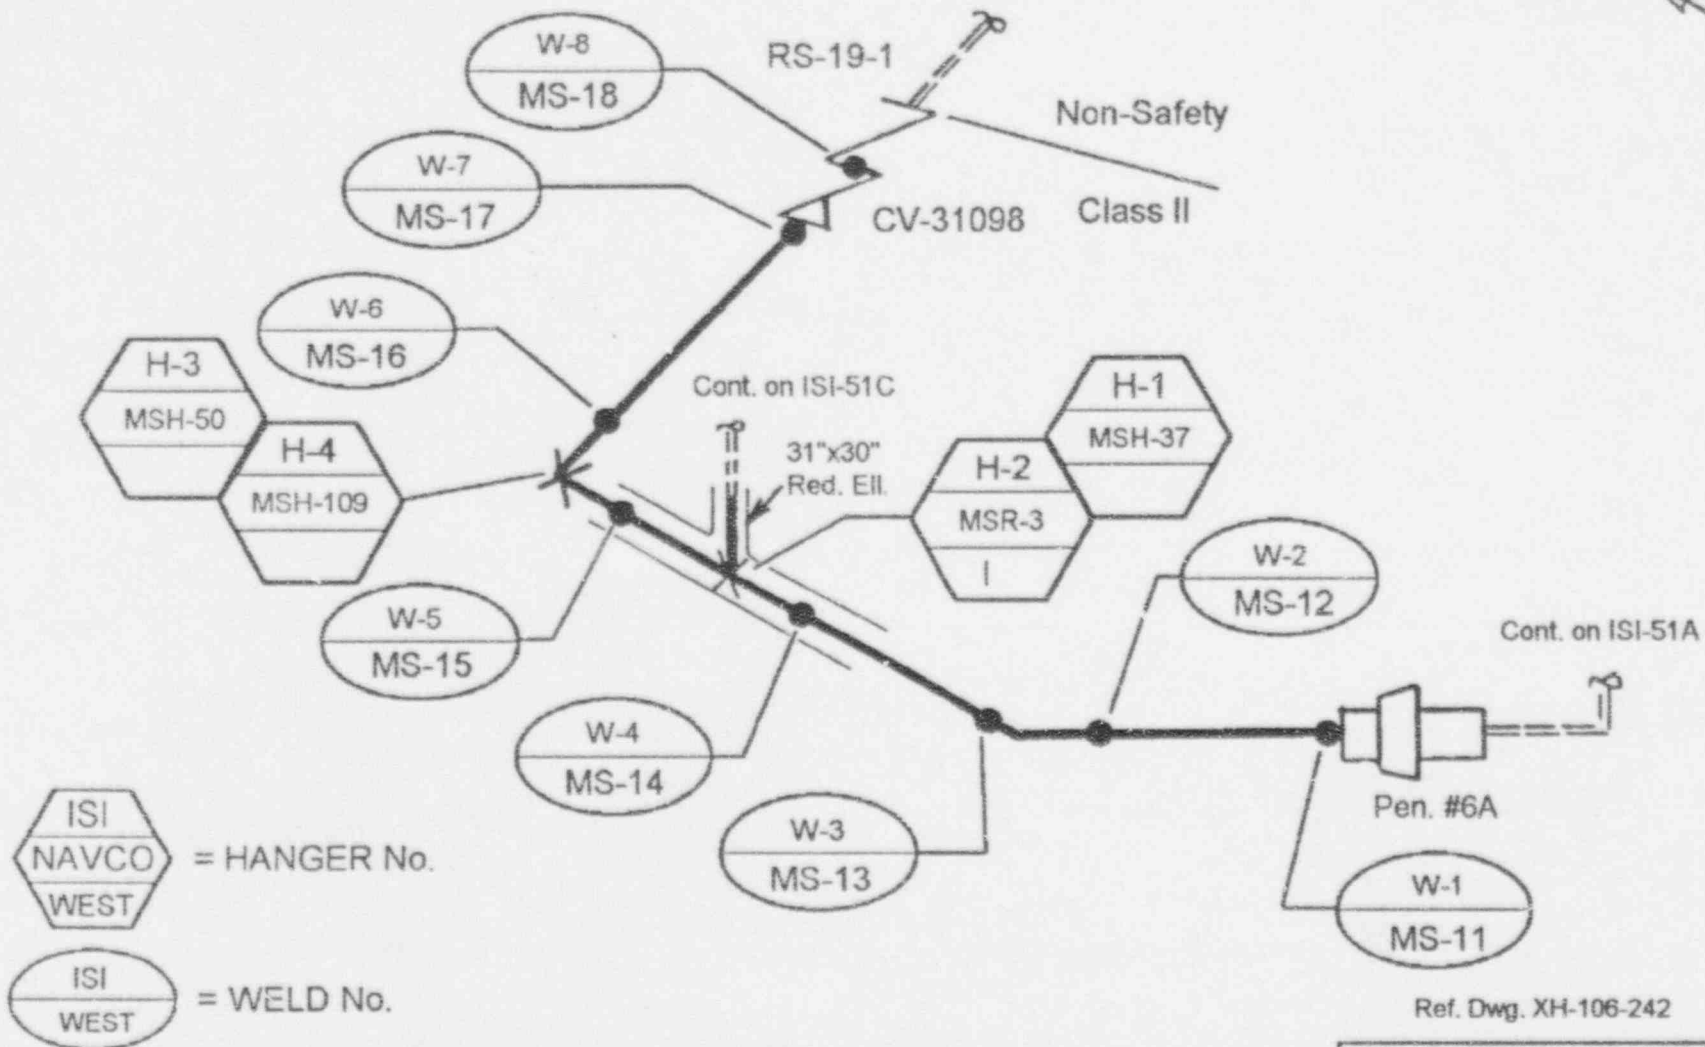 W-8
MS-18
RS-19-1
Non-Safety
W-7
MS-17
CV-31098
Class II
W-6
MS-16
H-3
MSH-50
H-4
MSH-109
Cont. on ISI-51C
31"x30"
Red. Ell.
H-1
MSH-37
H-2
MSR-3
I
W-2
MS-12
W-5
MS-15
Cont. on ISI-51A
W-4
MS-14
Pen. #6A
W-3
MS-13
W-1
MS-11
ISI
NAVCO
WEST
= HANGER No.
ISI
WEST
= WELD No.
Ref. Dwg. XH-106-242